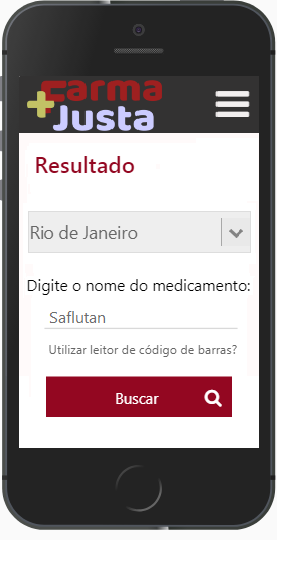 Farma
Justa
Resultado
Rio de Janeiro
Digite o nome do medicamento:
Saflutan
Utilizar leitor de código de barras?
Buscar